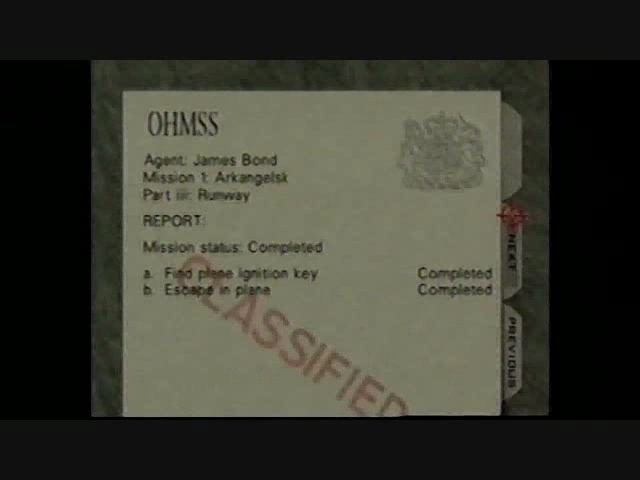 OHMSS
Agent: James Bond
Mission 1: Arkangelsk
Part iii: Runway
REPORT:
Mission status: Completed
a. Find plane ignition key Completed
b. Escape in plane Completed
CLASSIFIED
NEXT
PREVIOUS